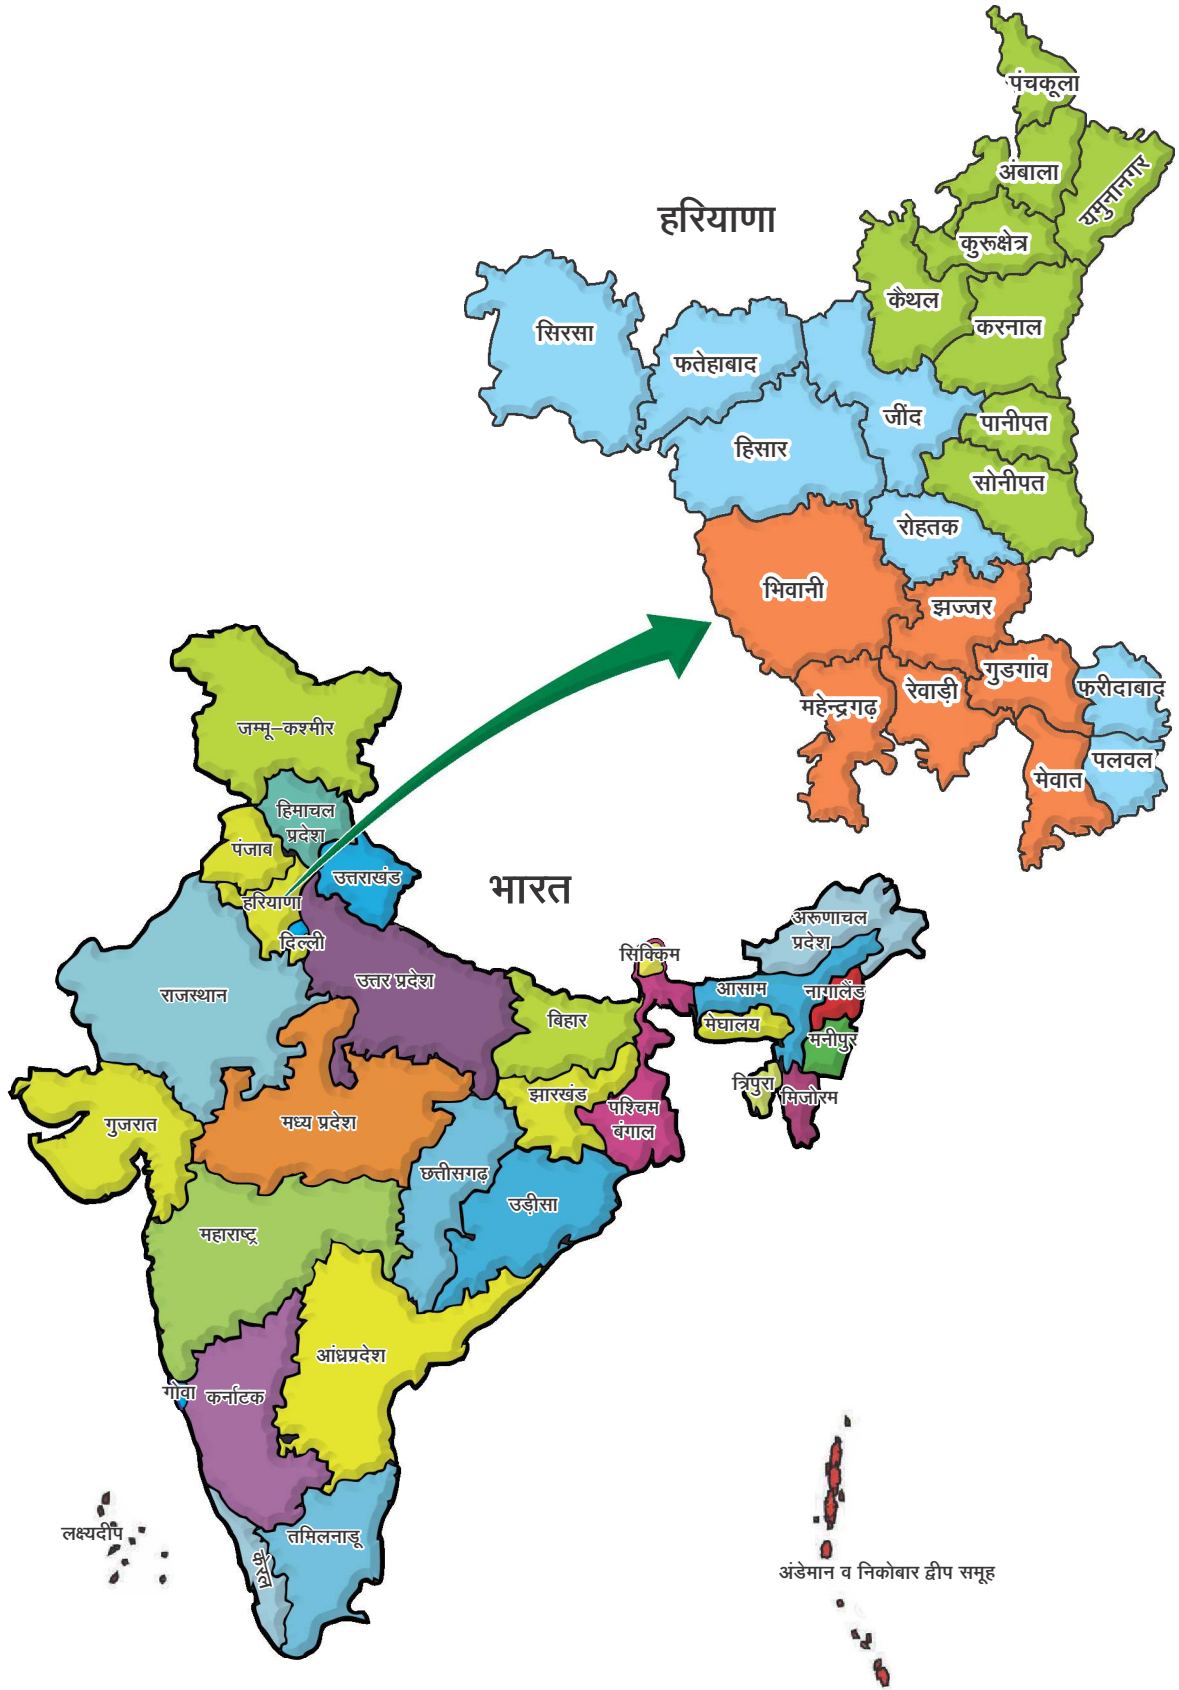 पंचकूला
अंबाला
यमुनानगर
हरियाणा
कुरूक्षेत्र
कैथल
करनाल
सिरसा
फतेहाबाद
जींद
पानीपत
हिसार
सोनीपत
रोहतक
भिवानी
झज्जर
गुडगांव
रेवाड़ी
फरीदाबाद
महेन्द्रगढ़
पलवल
मेवात
जम्मू–कश्मीर
हिमाचल
प्रदेश
पंजाब
उत्तराखंड
हरियाणा
भारत
दिल्ली
अरूणाचल
प्रदेश
सिक्किम
उत्तर प्रदेश
राजस्थान
आसाम
नागालैंड
बिहार
मेघालय
मनीपुर
त्रिपुरा
मिजोरम
झारखंड
पश्चिम
बंगाल
मध्य प्रदेश
गुजरात
छत्तीसगढ़
उड़ीसा
महाराष्ट्र
आंध्रप्रदेश
गोवा
कर्नाटक
लक्ष्यदीप
तमिलनाडू
केरल
अंडेमान व निकोबार द्वीप समूह